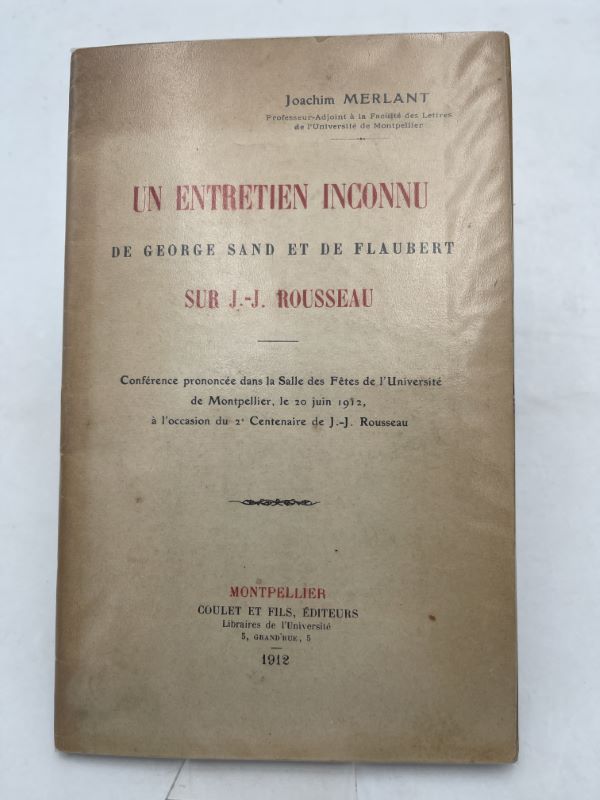 Joachim MERLANT
Professeur-Adjoint à la Faculté des Lettres
de l'Université de Montpellier
UN ENTRETIEN INCONNU
DE GEORGE SAND ET DE FLAUBERT
SUR J.-J. ROUSSEAU
Conférence prononcée dans la Salle des Fêtes de l'Université
de Montpellier, le 20 juin 1912,
à l'occasion du 2e Centenaire de J.-J. Rousseau
MONTPELLIER
COULET ET FILS, ÉDITEURS
Libraires de l'Université
5, GRAND'RUE, 5
1912